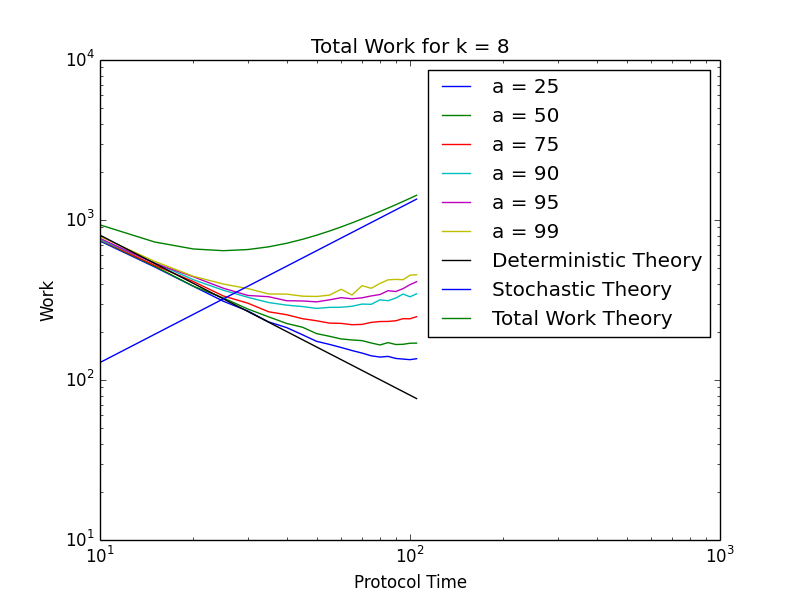 Total Work for k = 8
10^4
10^3
10^2
10^1
Work
a = 25
a = 50
a = 75
a = 90
a = 95
a = 99
Deterministic Theory
Stochastic Theory
Total Work Theory
10^1
10^2
10^3
Protocol Time